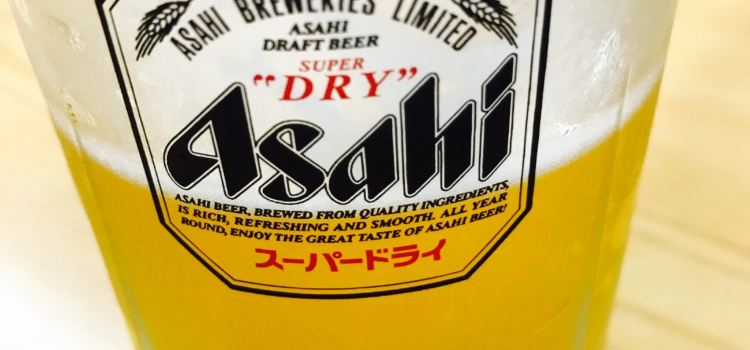 ASAHI BREWERIES LIMITED
ASAHI
DRAFT BEER
SUPER
"DRY"
Asahi
ASAHI BEER, BREWED FROM QUALITY INGREDIENTS,
IS RICH, REFRESHING AND SMOOTH. ALL YEAR
ROUND, ENJOY THE GREAT TASTE OF ASAHI BEER!
スーパードライ